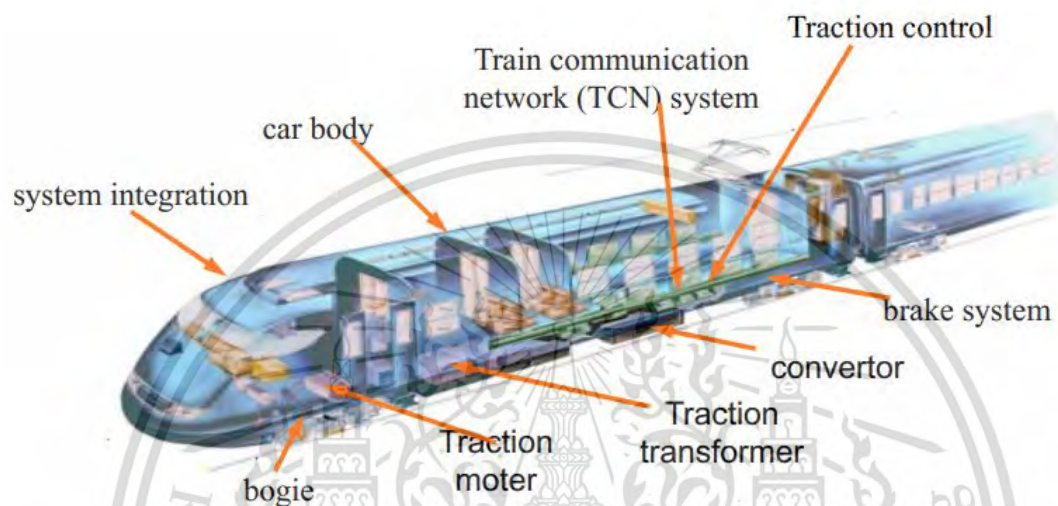 Traction control
Train communication
network (TCN) system
car body
system integration
brake system
convertor
Traction
transformer
Traction
moter
bogie